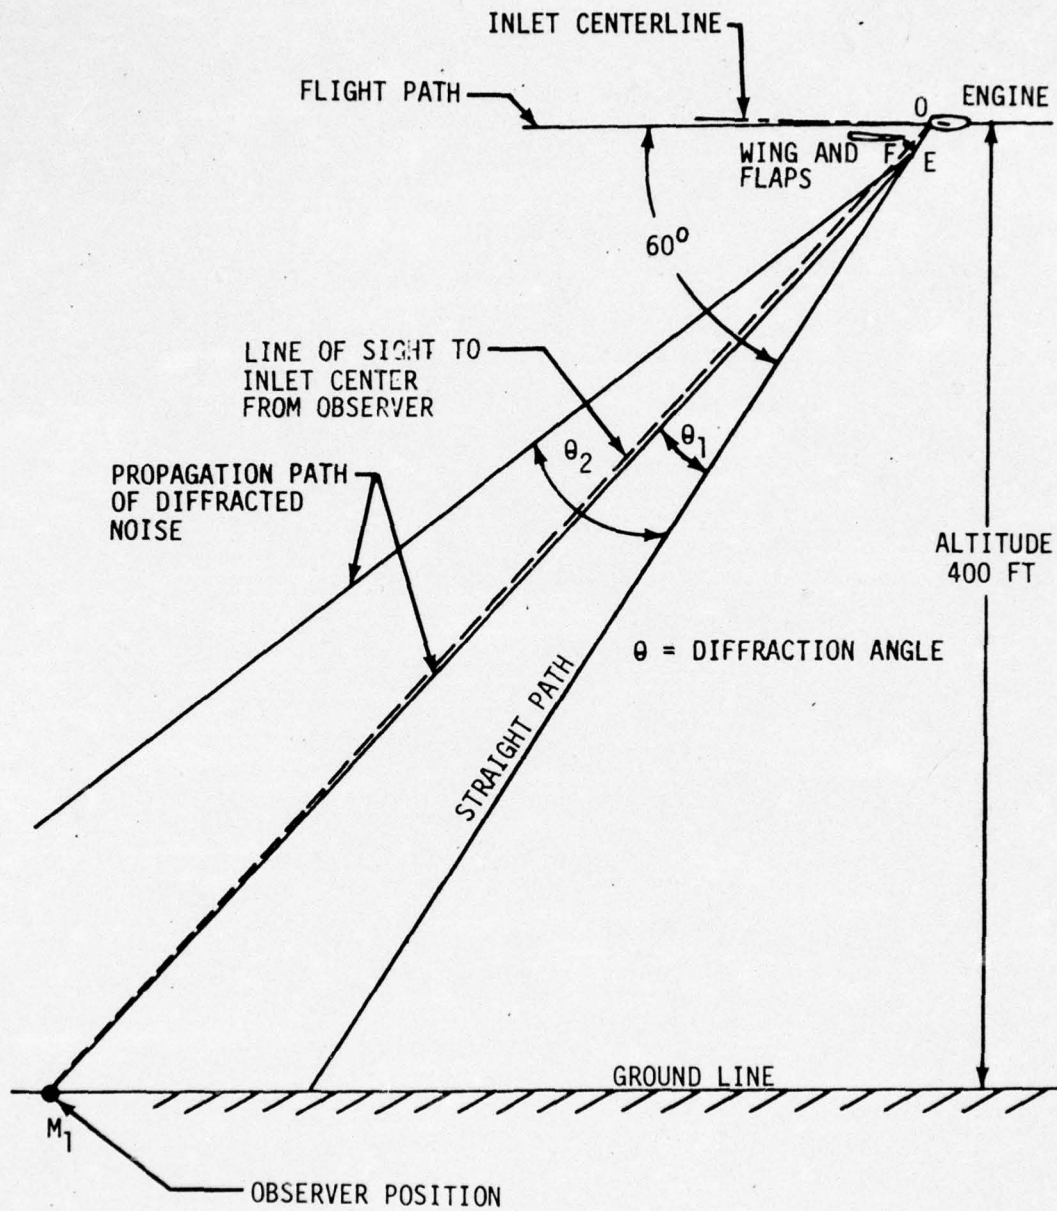 INLET CENTERLINE
FLIGHT PATH
O
ENGINE
WING AND
FLAPS
F
E
60°
LINE OF SIGHT TO
INLET CENTER
FROM OBSERVER
θ1
θ2
PROPAGATION PATH
OF DIFFRACTED
NOISE
ALTITUDE
400 FT
θ = DIFFRACTION ANGLE
STRAIGHT PATH
GROUND LINE
M1
OBSERVER POSITION